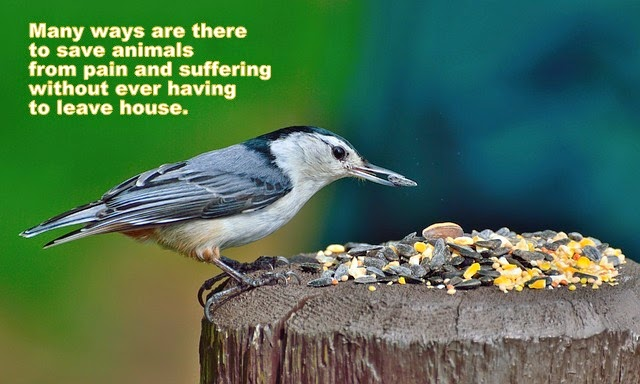 Many ways are there
to save animals
from pain and suffering
without ever having
to leave house.